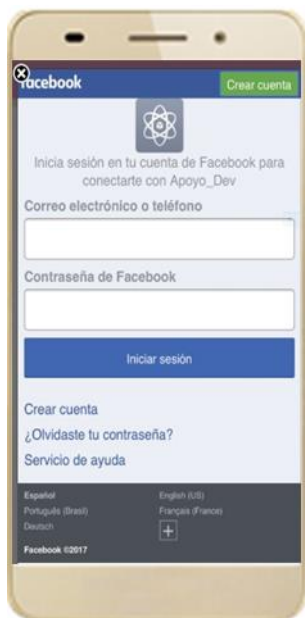 facebook
Crear cuenta
Inicia sesión en tu cuenta de Facebook para
conectarte con Apoyo_Dev
Correo electrónico o teléfono
Contraseña de Facebook
Iniciar sesión
Crear cuenta
¿Olvidaste tu contraseña?
Servicio de ayuda
Español
English (US)
Português (Brasil)
Français (France)
Deutsch
Facebook ©2017